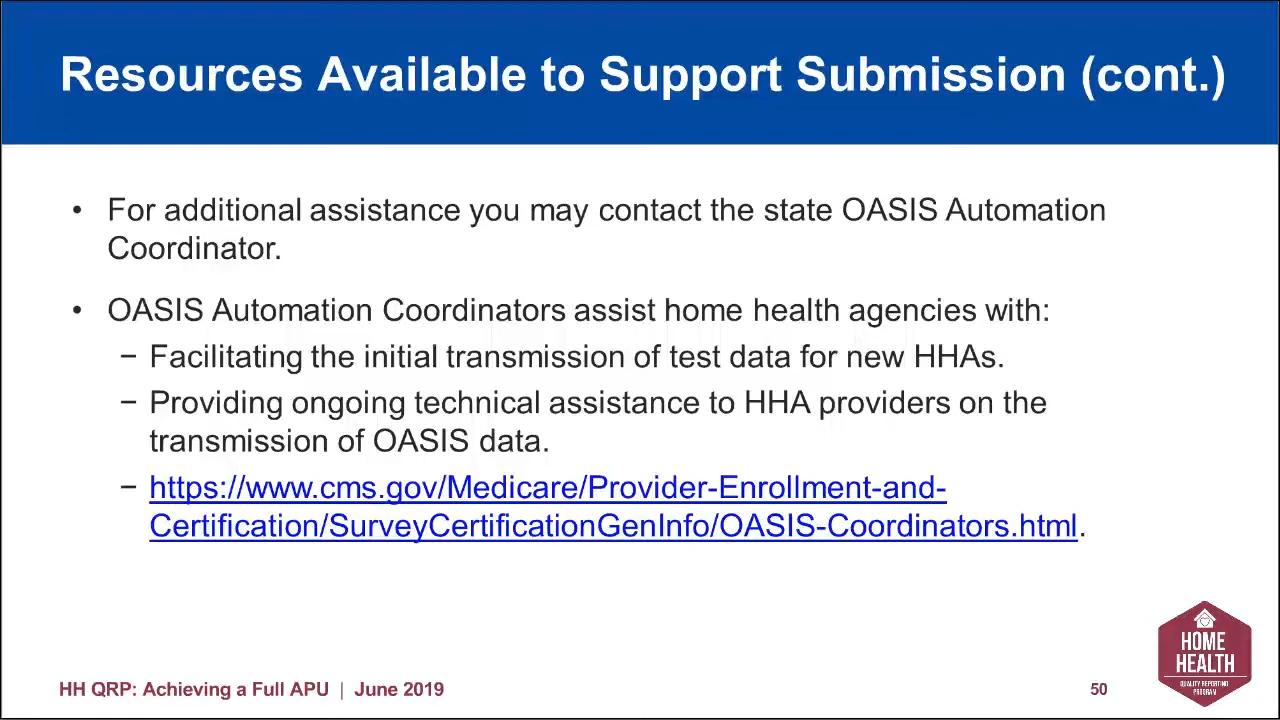 Resources Available to Support Submission (cont.)
• For additional assistance you may contact the state OASIS Automation
Coordinator.
• OASIS Automation Coordinators assist home health agencies with:
− Facilitating the initial transmission of test data for new HHAs.
− Providing ongoing technical assistance to HHA providers on the
transmission of OASIS data.
− https://www.cms.gov/Medicare/Provider-Enrollment-and-
Certification/SurveyCertificationGenInfo/OASIS-Coordinators.html.
HH QRP: Achieving a Full APU | June 2019
50
HOME
HEALTH
QUALITY REPORTING
PROGRAM